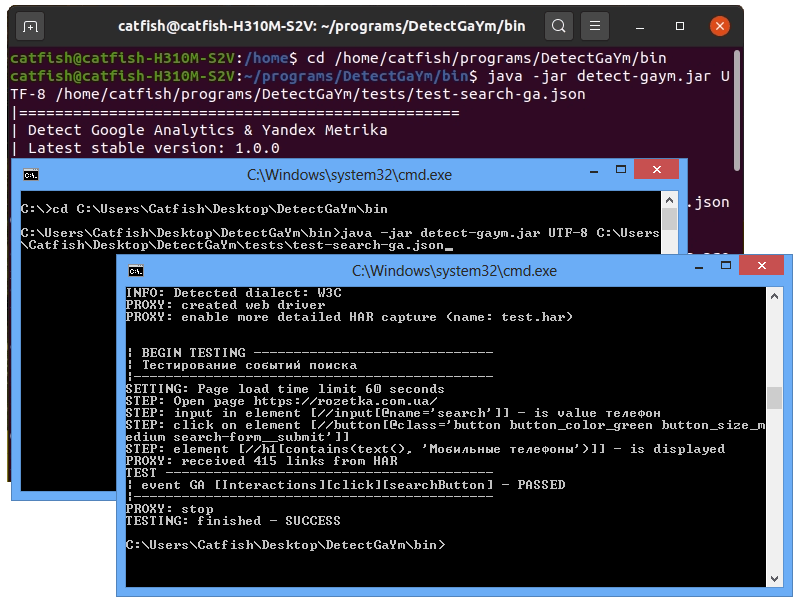 catfish@catfish-H310M-S2V: ~/programs/DetectGaYm/bin
catfish@catfish-H310M-S2V:/home$ cd /home/catfish/programs/DetectGaYm/bin
catfish@catfish-H310M-S2V:~/programs/DetectGaYm/bin$ java -jar detect-gaym.jar U
TF-8 /home/catfish/programs/DetectGaYm/tests/test-search-ga.json
|=================================================
| Detect Google Analytics & Yandex Metrika
| Latest stable version: 1.0.0
.json
C:\Windows\system32\cmd.exe
C:\>cd C:\Users\Catfish\Desktop\DetectGaYm\bin
C:\Users\Catfish\Desktop\DetectGaYm\bin>java -jar detect-gaym.jar UTF-8 C:\Users
\Catfish\Desktop\DetectGaYm\tests\test-search-ga.json_
C:\Windows\system32\cmd.exe
INFO: Detected dialect: W3C
PROXY: created web driver
PROXY: enable more detailed HAR capture (name: test.har)
| BEGIN TESTING ------------------------------
| Тестирование событий поиска
|---------------------------------------------
SETTING: Page load time limit 60 seconds
STEP: Open page https://rozetka.com.ua/
STEP: input in element [//input[@name='search']] - is value телефон
STEP: click on element [//button[@class='button button_color_green button_size_m
edium search-form__submit']]
STEP: element [//h1[contains(text(), 'Мобильные телефоны')]] - is displayed
PROXY: received 415 links from HAR
TEST -----------------------------------------
| event GA [Interactions][click][searchButton] - PASSED
|---------------------------------------------
PROXY: stop
TESTING: finished - SUCCESS
C:\Users\Catfish\Desktop\DetectGaYm\bin>